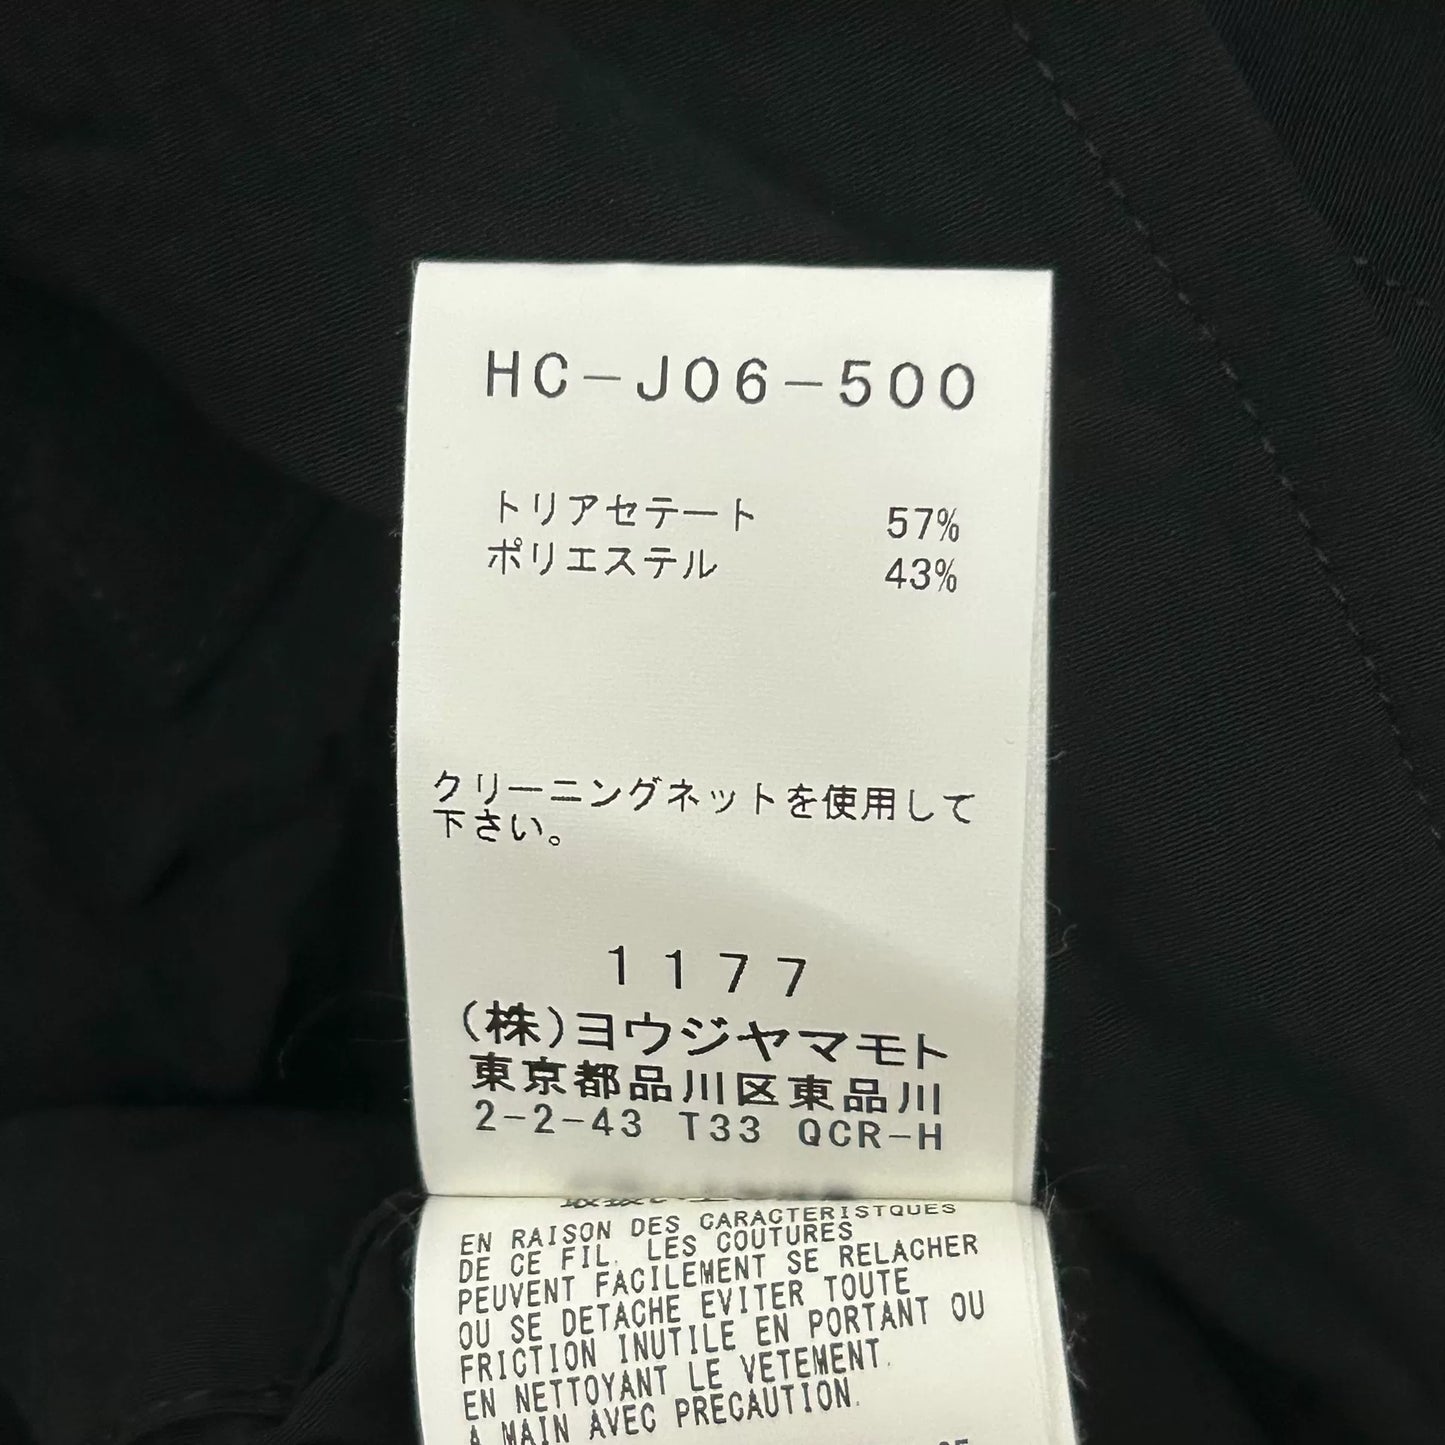 HC-J06-500
トリアセテート 57%
ポリエステル 43%
クリーニングネットを使用して
下さい。
1177
(株)ヨウジヤマモト
東京都品川区東品川
2-2-43 T33 QCR-H
EN RAISON DES CARACTERISTQUES
DE CE FIL. LES COUTURES
PEUVENT FACILEMENT SE RELACHER
OU SE DETACHE EVITER TOUTE
FRICTION INUTILE EN PORTANT OU
EN NETTOYANT LE VETEMENT.
A MAIN AVEC PRECAUTION.